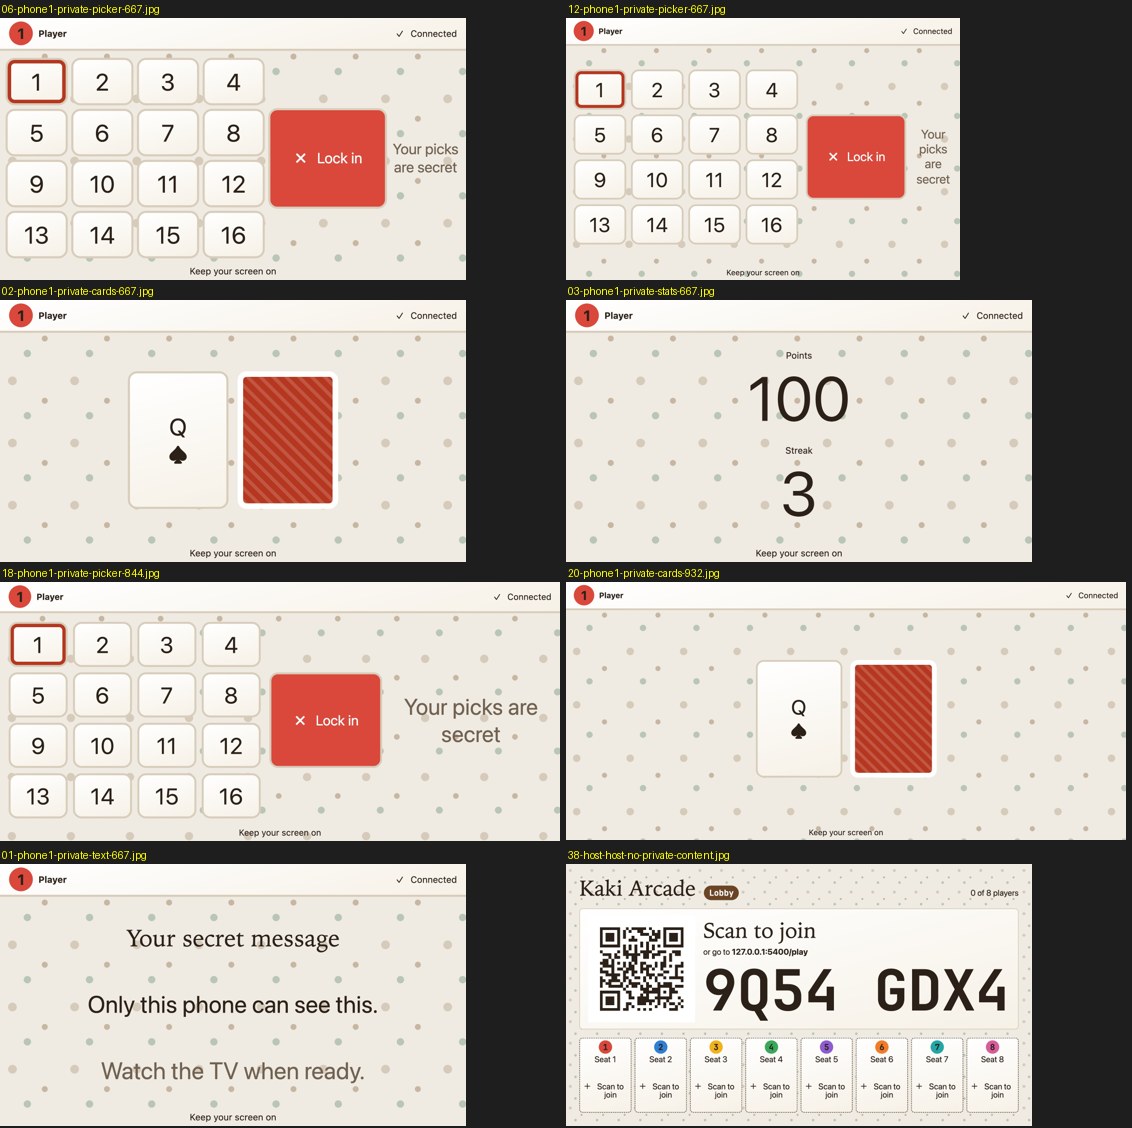 06-phone1-private-picker-667.jpg
1 Player ✓ Connected
1 2 3 4
5 6 7 8
9 10 11 12
13 14 15 16
✕ Lock in
Your picks
are secret
Keep your screen on
12-phone1-private-picker-667.jpg
1 Player ✓ Connected
1 2 3 4
5 6 7 8
9 10 11 12
13 14 15 16
✕ Lock in
Your
picks
are
secret
Keep your screen on
02-phone1-private-cards-667.jpg
1 Player ✓ Connected
Q
♠
Keep your screen on
03-phone1-private-stats-667.jpg
1 Player ✓ Connected
Points
100
Streak
3
Keep your screen on
18-phone1-private-picker-844.jpg
1 Player ✓ Connected
1 2 3 4
5 6 7 8
9 10 11 12
13 14 15 16
✕ Lock in
Your picks are
secret
Keep your screen on
20-phone1-private-cards-932.jpg
1 Player ✓ Connected
Q
♠
Keep your screen on
01-phone1-private-text-667.jpg
1 Player ✓ Connected
Your secret message
Only this phone can see this.
Watch the TV when ready.
Keep your screen on
38-host-host-no-private-content.jpg
Kaki Arcade Lobby 0 of 8 players
Scan to join
or go to 127.0.0.1:5400/play
9Q54 GDX4
1 2 3 4 5 6 7 8
Seat 1 Seat 2 Seat 3 Seat 4 Seat 5 Seat 6 Seat 7 Seat 8
+ Scan to + Scan to + Scan to + Scan to + Scan to + Scan to + Scan to + Scan to
join join join join join join join join